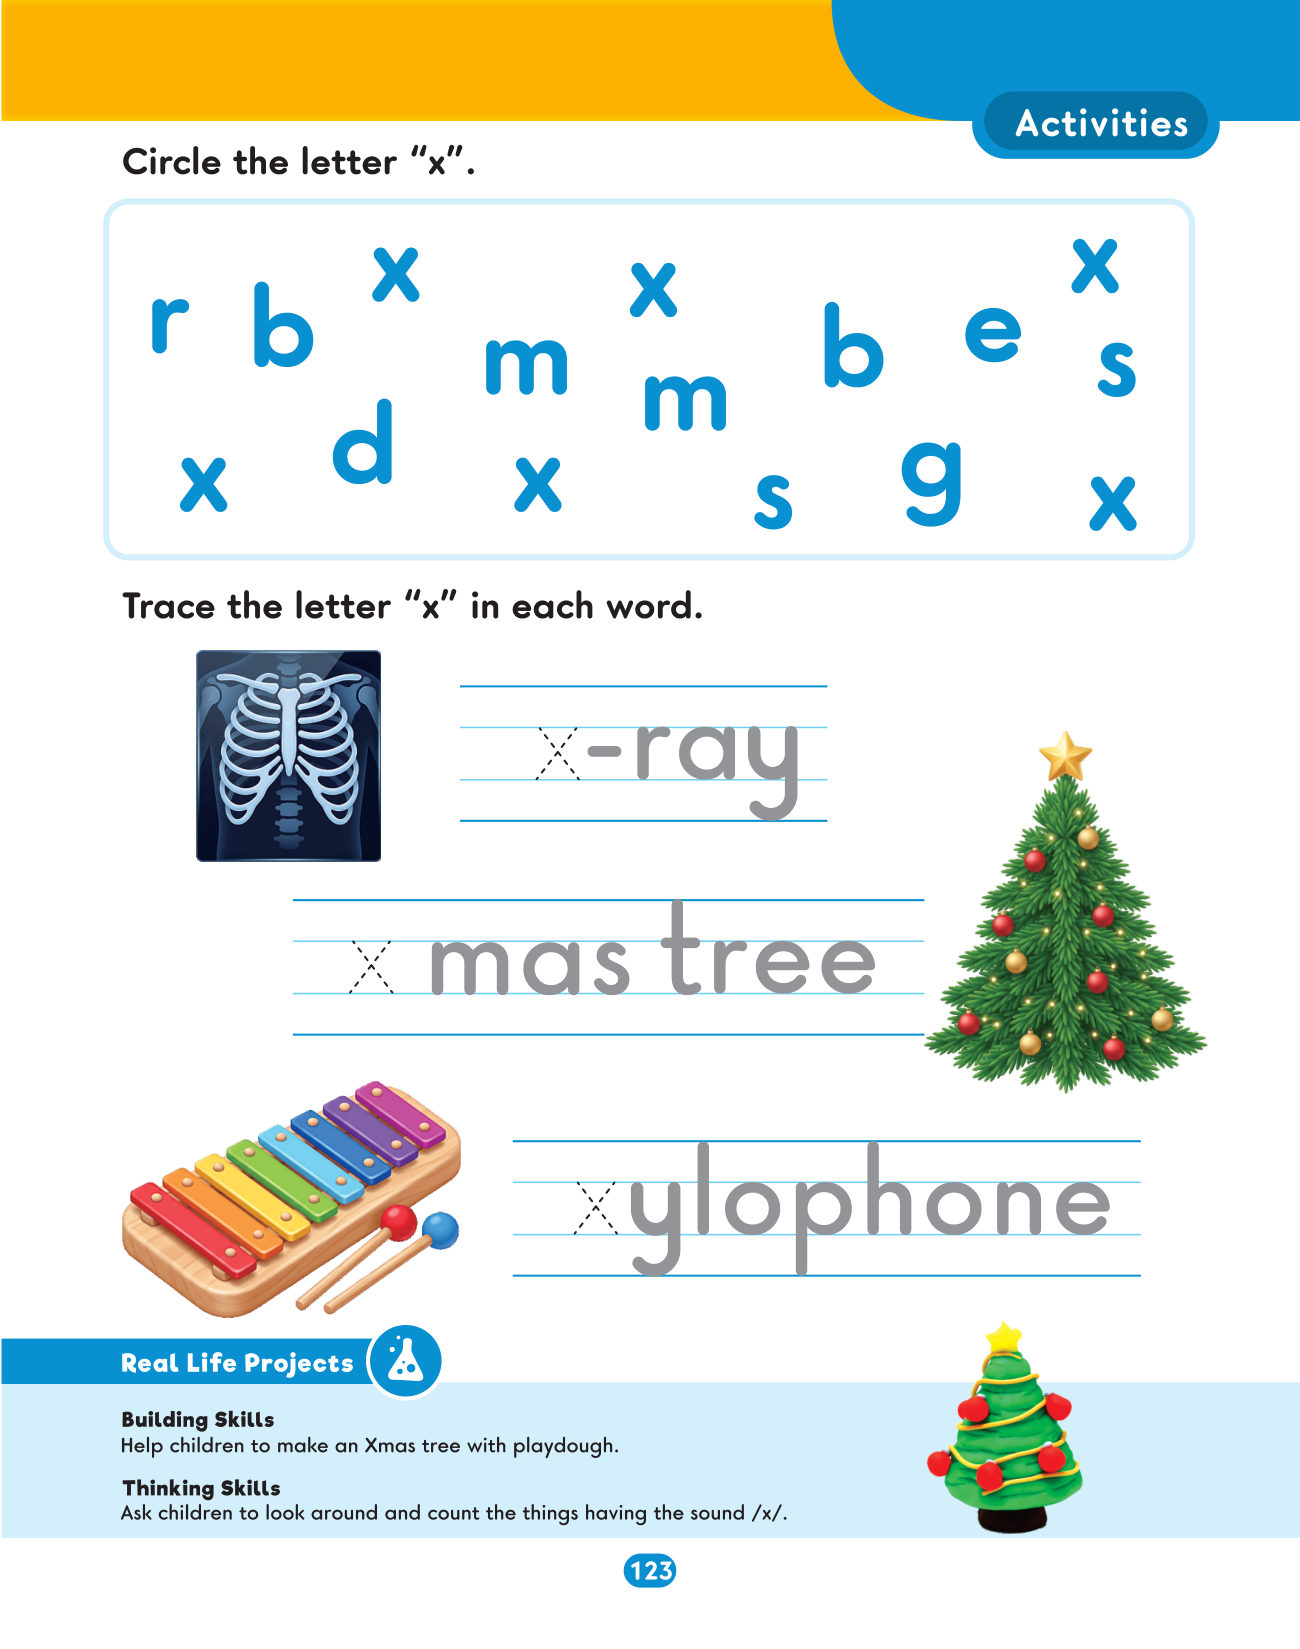 Activities
Circle the letter “x”.
x x x
r b m m b e s
x d x s g x
Trace the letter “x” in each word.
x-ray
x mas tree
xylophone
Real Life Projects
Building Skills
Help children to make an Xmas tree with playdough.
Thinking Skills
Ask children to look around and count the things having the sound /x/.
123